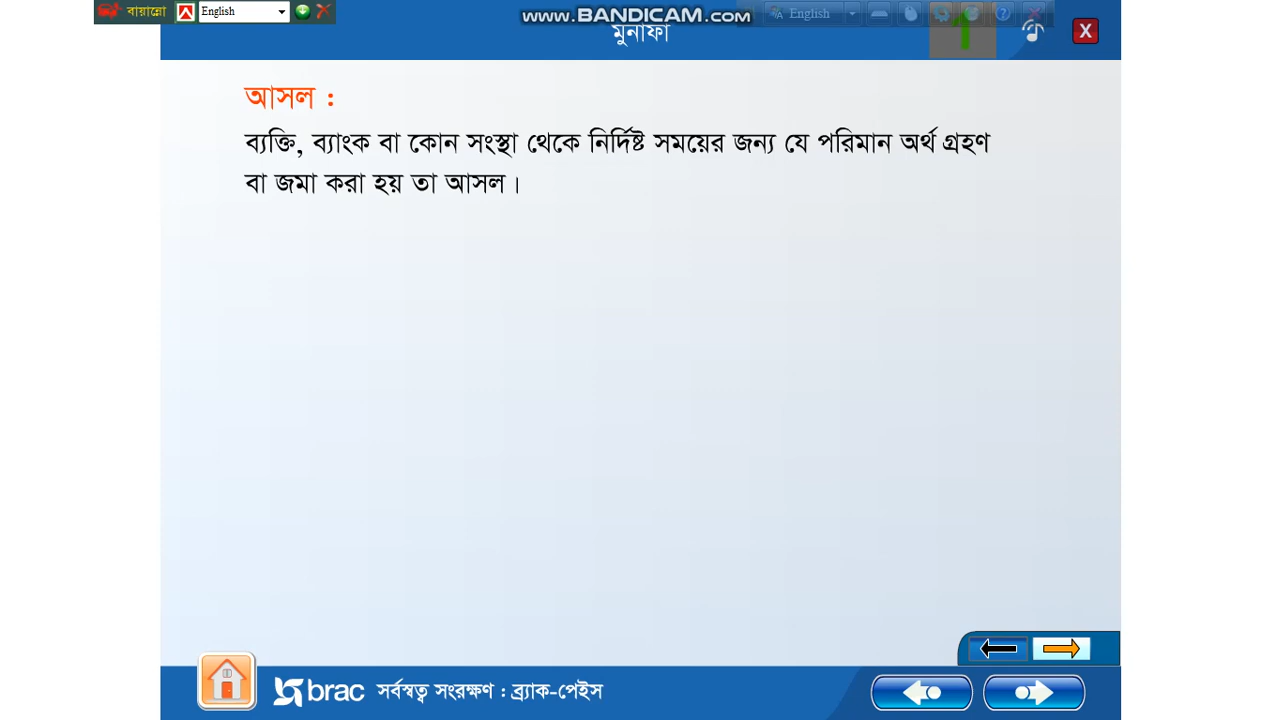 বায়ান্নো English
www.BANDICAM.com
English
মুনাফা
1
X
আসল :
ব্যক্তি, ব্যাংক বা কোন সংস্থা থেকে নির্দিষ্ট সময়ের জন্য যে পরিমান অর্থ গ্রহণ
বা জমা করা হয় তা আসল।
brac সর্বস্বত্ব সংরক্ষণ : ব্র্যাক-পেইস